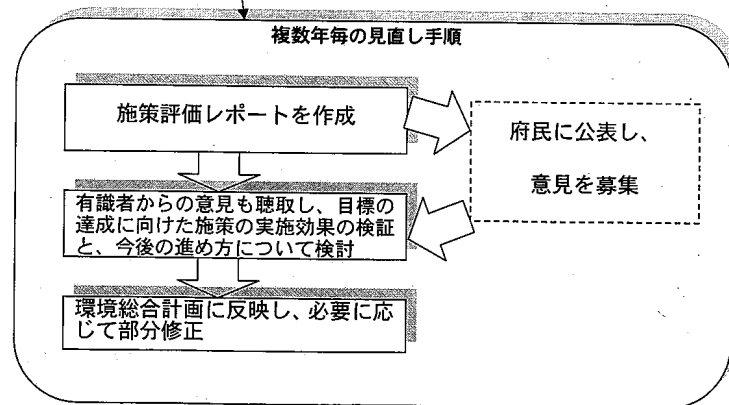 複数年毎の見直し手順
施策評価レポートを作成
府民に公表し、
意見を募集
有識者からの意見も聴取し、目標の
達成に向けた施策の実施効果の検証
と、今後の進め方について検討
環境総合計画に反映し、必要に応
じて部分修正